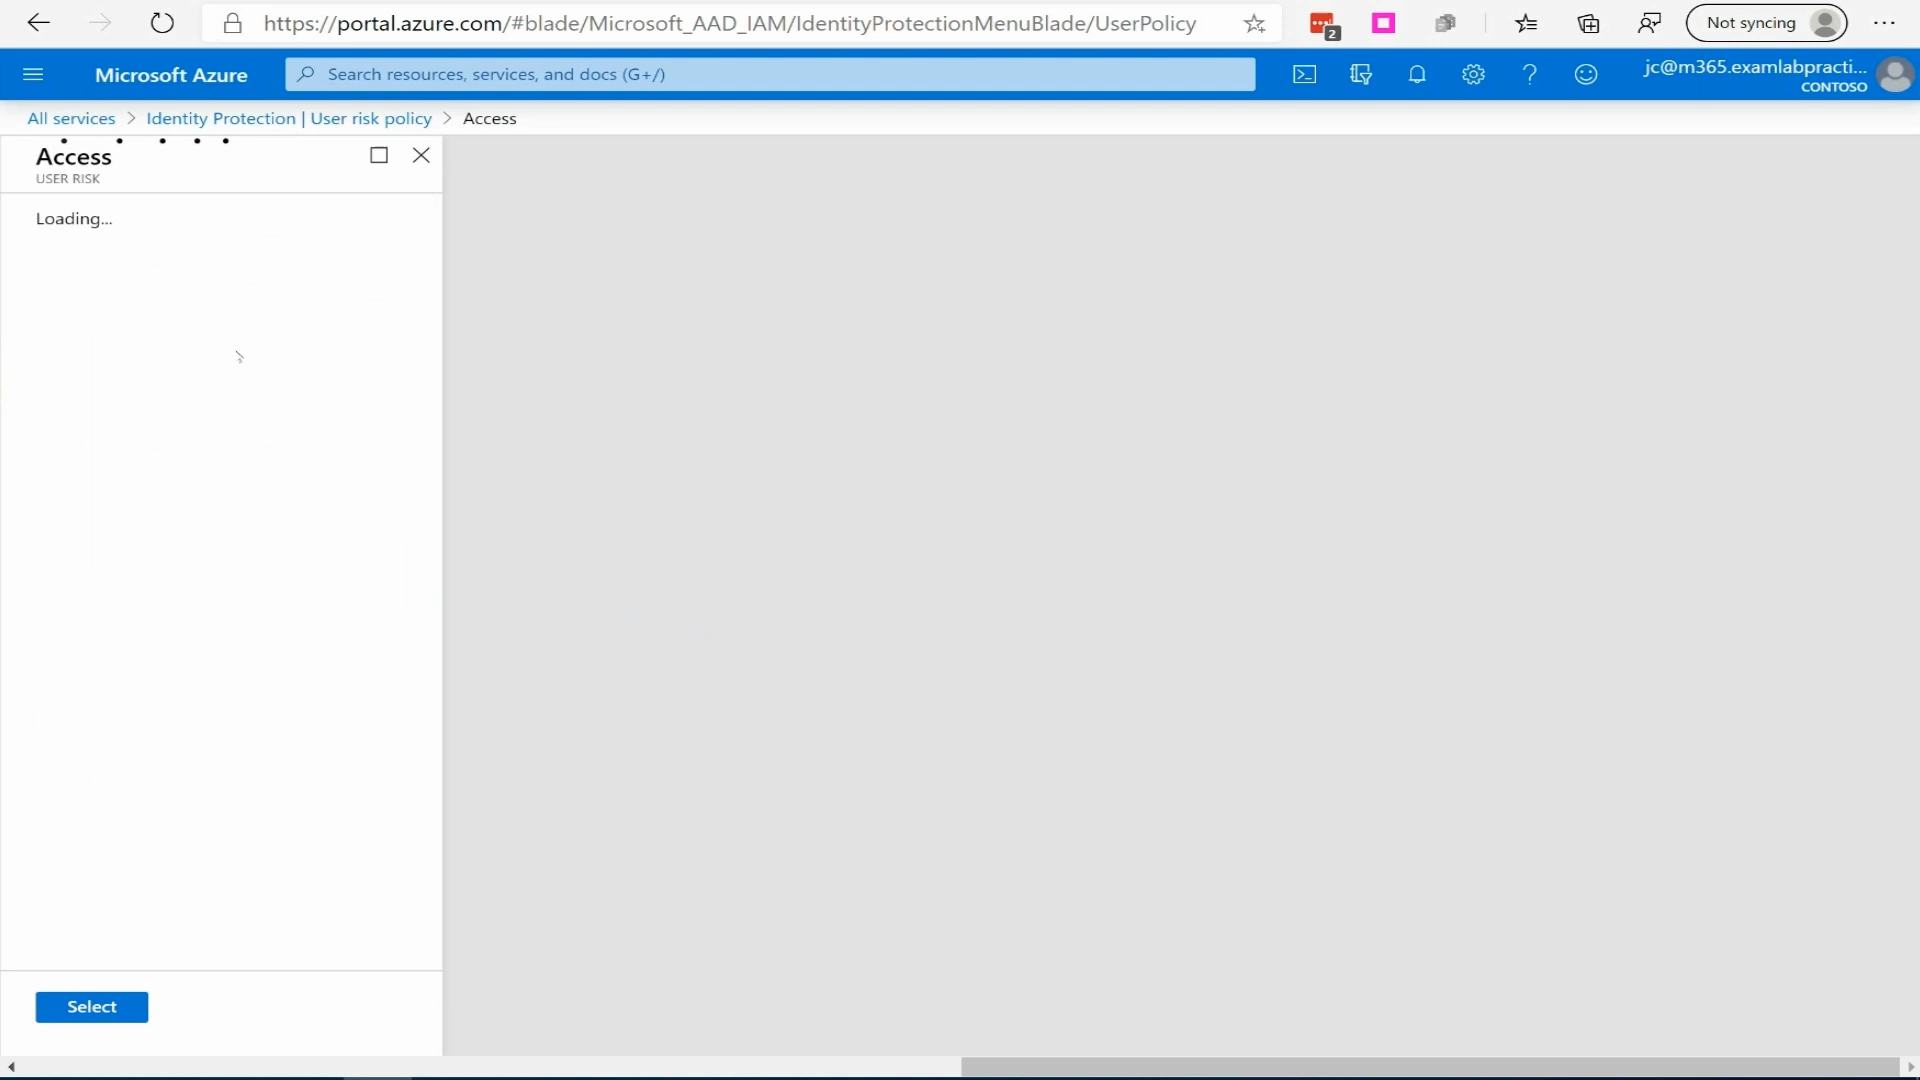 https://portal.azure.com/#blade/Microsoft_AAD_IAM/IdentityProtectionMenuBlade/UserPolicy
2
Not syncing
Microsoft Azure
Search resources, services, and docs (G+/)
jc@m365.examlabpracti...
CONTOSO
All services > Identity Protection | User risk policy > Access
Access
USER RISK
Loading...
Select